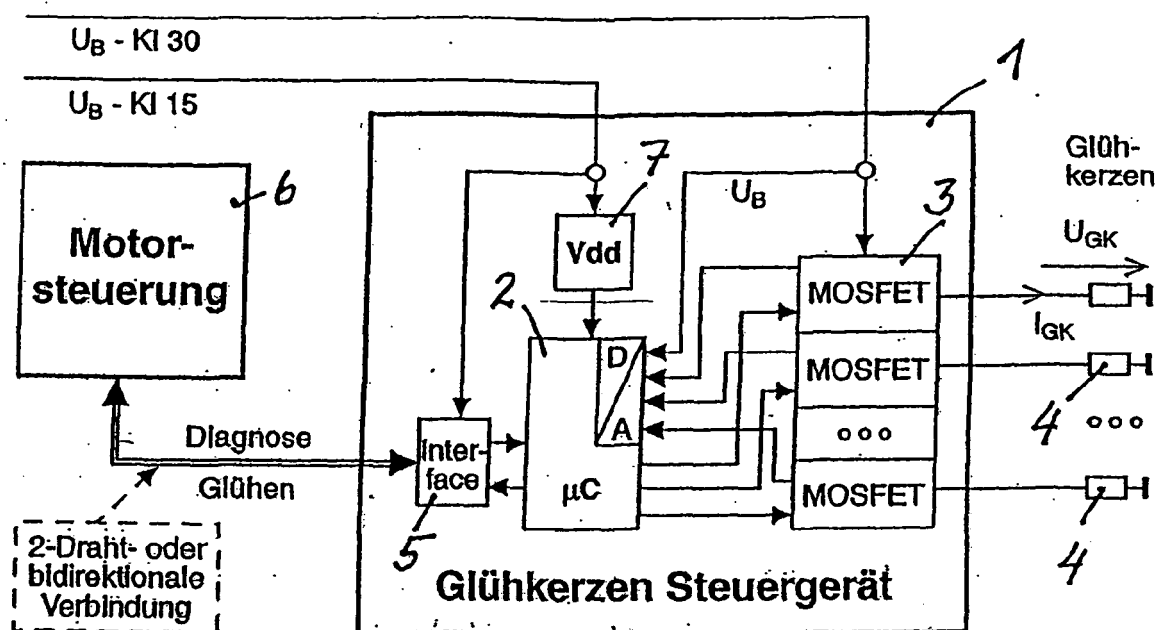 U_B - Kl 30
U_B - Kl 15
1
Glüh-
kerzen
7
6
U_B
3
U_GK
Motor-
steuerung
Vdd
MOSFET
2
I_GK
D
MOSFET
A
4
ooo
ooo
Diagnose
Inter-
face
Glühen
µC
MOSFET
5
4
2-Draht- oder
bidirektionale
Verbindung
Glühkerzen Steuergerät